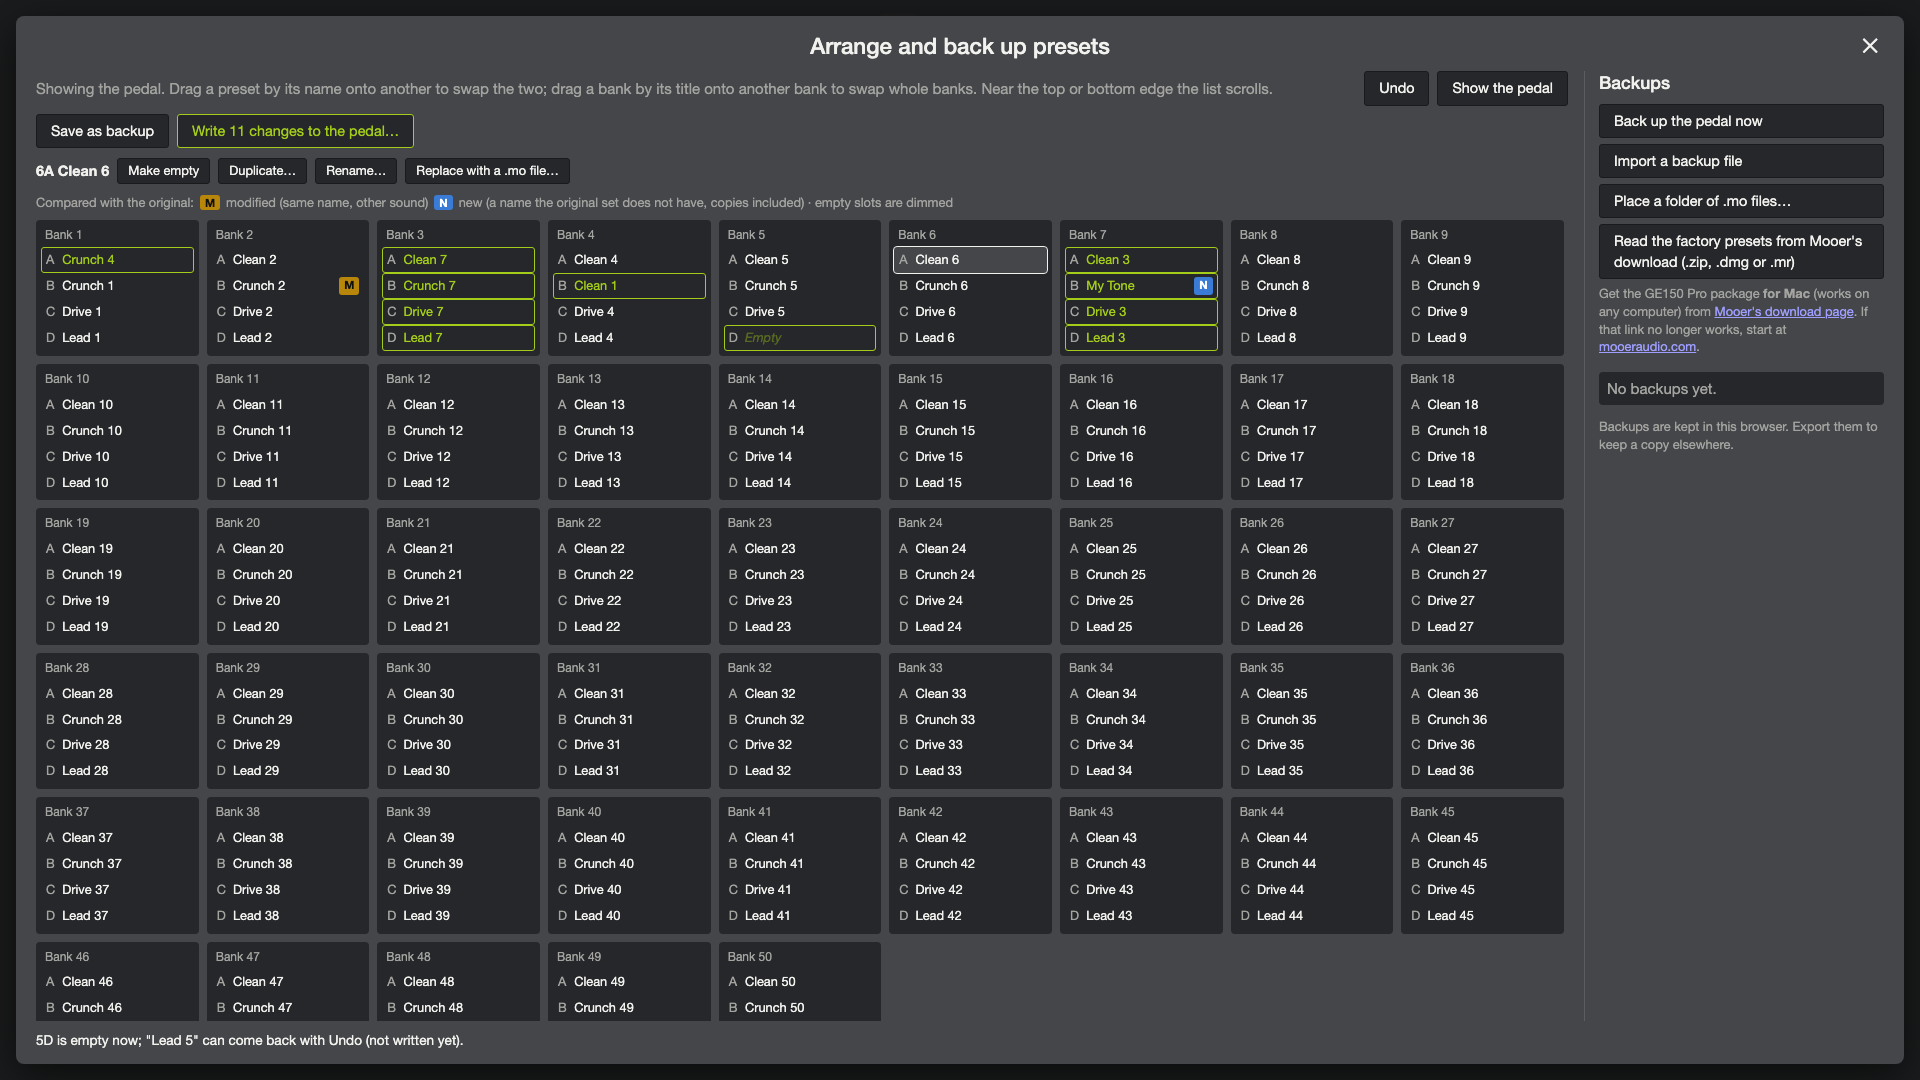 Arrange and back up presets
Showing the pedal. Drag a preset by its name onto another to swap the two; drag a bank by its title onto another bank to swap whole banks. Near the top or bottom edge the list scrolls.
Undo
Show the pedal
Save as backup
Write 11 changes to the pedal…
6A Clean 6
Make empty
Duplicate…
Rename…
Replace with a .mo file…
Compared with the original: M modified (same name, other sound) N new (a name the original set does not have, copies included) · empty slots are dimmed
Bank 1
A Crunch 4
B Crunch 1
C Drive 1
D Lead 1
Bank 2
A Clean 2
B Crunch 2 M
C Drive 2
D Lead 2
Bank 3
A Clean 7
B Crunch 7
C Drive 7
D Lead 7
Bank 4
A Clean 4
B Clean 1
C Drive 4
D Lead 4
Bank 5
A Clean 5
B Crunch 5
C Drive 5
D Empty
Bank 6
A Clean 6
B Crunch 6
C Drive 6
D Lead 6
Bank 7
A Clean 3
B My Tone N
C Drive 3
D Lead 3
Bank 8
A Clean 8
B Crunch 8
C Drive 8
D Lead 8
Bank 9
A Clean 9
B Crunch 9
C Drive 9
D Lead 9
Bank 10
A Clean 10
B Crunch 10
C Drive 10
D Lead 10
Bank 11
A Clean 11
B Crunch 11
C Drive 11
D Lead 11
Bank 12
A Clean 12
B Crunch 12
C Drive 12
D Lead 12
Bank 13
A Clean 13
B Crunch 13
C Drive 13
D Lead 13
Bank 14
A Clean 14
B Crunch 14
C Drive 14
D Lead 14
Bank 15
A Clean 15
B Crunch 15
C Drive 15
D Lead 15
Bank 16
A Clean 16
B Crunch 16
C Drive 16
D Lead 16
Bank 17
A Clean 17
B Crunch 17
C Drive 17
D Lead 17
Bank 18
A Clean 18
B Crunch 18
C Drive 18
D Lead 18
Bank 19
A Clean 19
B Crunch 19
C Drive 19
D Lead 19
Bank 20
A Clean 20
B Crunch 20
C Drive 20
D Lead 20
Bank 21
A Clean 21
B Crunch 21
C Drive 21
D Lead 21
Bank 22
A Clean 22
B Crunch 22
C Drive 22
D Lead 22
Bank 23
A Clean 23
B Crunch 23
C Drive 23
D Lead 23
Bank 24
A Clean 24
B Crunch 24
C Drive 24
D Lead 24
Bank 25
A Clean 25
B Crunch 25
C Drive 25
D Lead 25
Bank 26
A Clean 26
B Crunch 26
C Drive 26
D Lead 26
Bank 27
A Clean 27
B Crunch 27
C Drive 27
D Lead 27
Bank 28
A Clean 28
B Crunch 28
C Drive 28
D Lead 28
Bank 29
A Clean 29
B Crunch 29
C Drive 29
D Lead 29
Bank 30
A Clean 30
B Crunch 30
C Drive 30
D Lead 30
Bank 31
A Clean 31
B Crunch 31
C Drive 31
D Lead 31
Bank 32
A Clean 32
B Crunch 32
C Drive 32
D Lead 32
Bank 33
A Clean 33
B Crunch 33
C Drive 33
D Lead 33
Bank 34
A Clean 34
B Crunch 34
C Drive 34
D Lead 34
Bank 35
A Clean 35
B Crunch 35
C Drive 35
D Lead 35
Bank 36
A Clean 36
B Crunch 36
C Drive 36
D Lead 36
Bank 37
A Clean 37
B Crunch 37
C Drive 37
D Lead 37
Bank 38
A Clean 38
B Crunch 38
C Drive 38
D Lead 38
Bank 39
A Clean 39
B Crunch 39
C Drive 39
D Lead 39
Bank 40
A Clean 40
B Crunch 40
C Drive 40
D Lead 40
Bank 41
A Clean 41
B Crunch 41
C Drive 41
D Lead 41
Bank 42
A Clean 42
B Crunch 42
C Drive 42
D Lead 42
Bank 43
A Clean 43
B Crunch 43
C Drive 43
D Lead 43
Bank 44
A Clean 44
B Crunch 44
C Drive 44
D Lead 44
Bank 45
A Clean 45
B Crunch 45
C Drive 45
D Lead 45
Bank 46
A Clean 46
B Crunch 46
Bank 47
A Clean 47
B Crunch 47
Bank 48
A Clean 48
B Crunch 48
Bank 49
A Clean 49
B Crunch 49
Bank 50
A Clean 50
B Crunch 50
5D is empty now; "Lead 5" can come back with Undo (not written yet).
Backups
Back up the pedal now
Import a backup file
Place a folder of .mo files…
Read the factory presets from Mooer's
download (.zip, .dmg or .mr)
Get the GE150 Pro package for Mac (works on
any computer) from Mooer's download page. If
that link no longer works, start at
mooeraudio.com.
No backups yet.
Backups are kept in this browser. Export them to
keep a copy elsewhere.